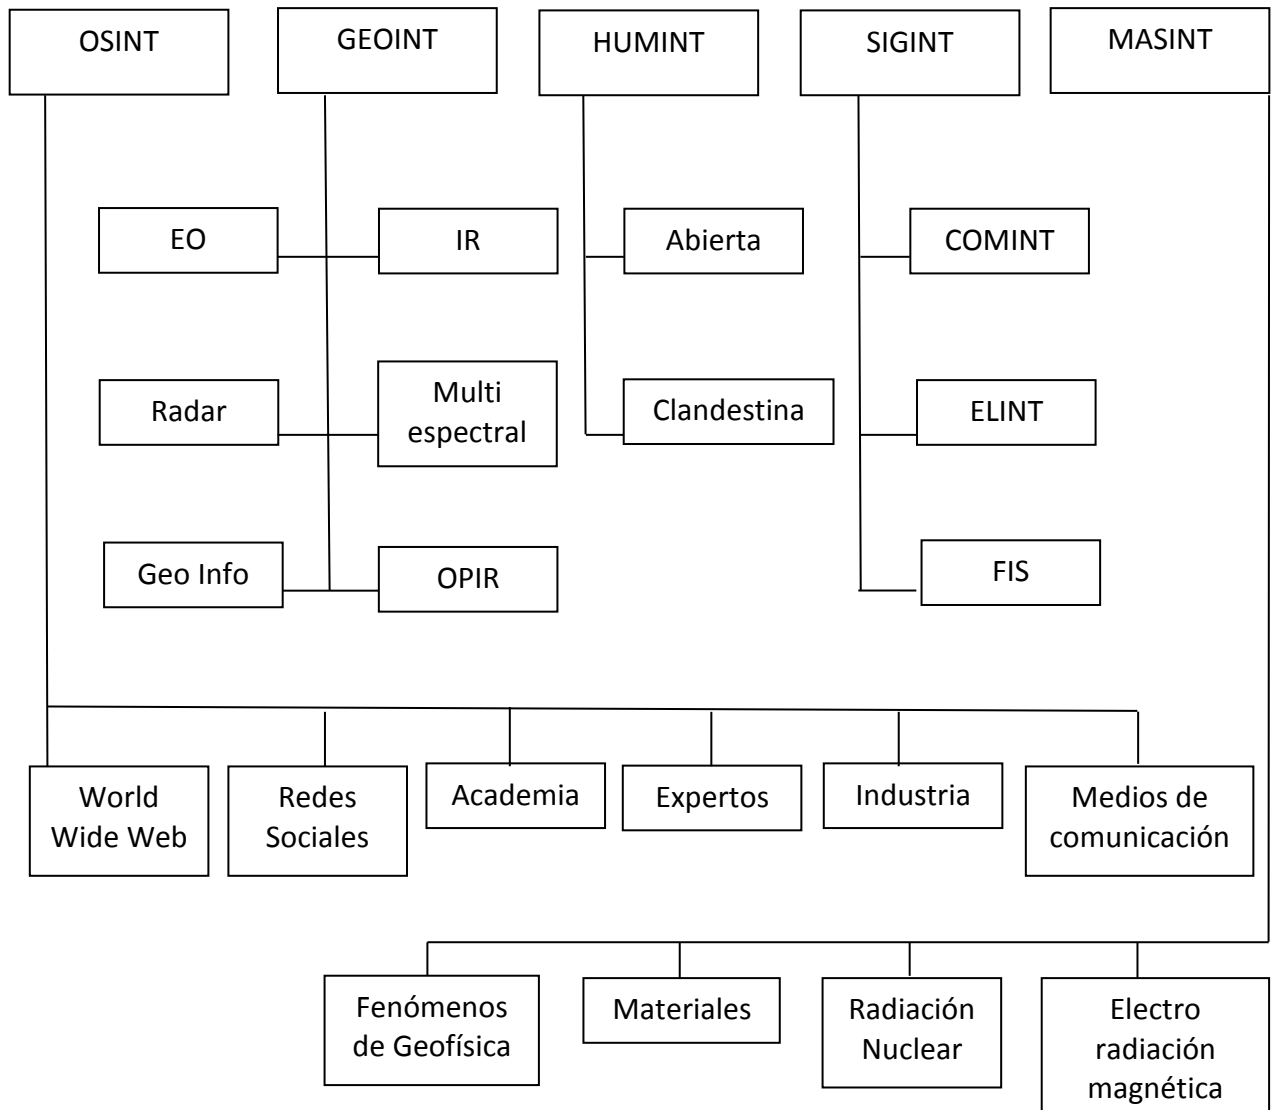 OSINT
GEOINT
HUMINT
SIGINT
MASINT
EO
IR
Abierta
COMINT
Radar
Multi
espectral
Clandestina
ELINT
Geo Info
OPIR
FIS
World
Wide Web
Redes
Sociales
Academia
Expertos
Industria
Medios de
comunicación
Fenómenos
de Geofísica
Materiales
Radiación
Nuclear
Electro
radiación
magnética